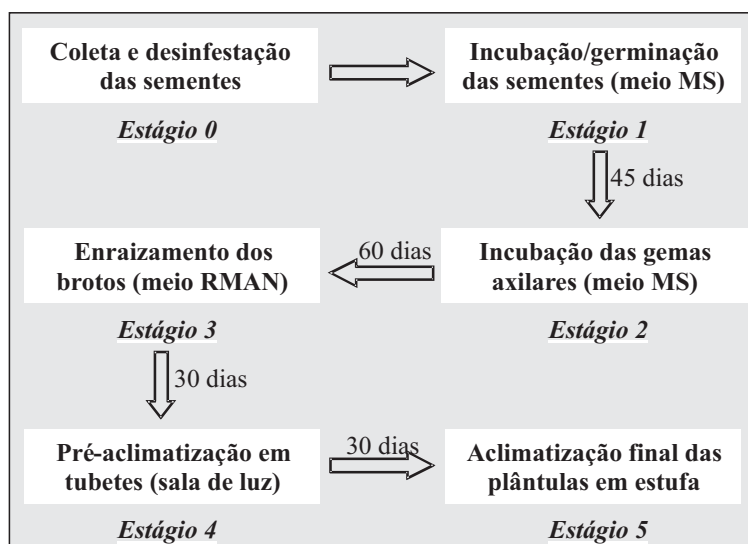 Coleta e desinfestação
das sementes
Estágio 0
Incubação/germinação
das sementes (meio MS)
Estágio 1
45 dias
Incubação das gemas
axilares (meio MS)
Estágio 2
60 dias
Enraizamento dos
brotos (meio RMAN)
Estágio 3
30 dias
Pré-aclimatização em
tubetes (sala de luz)
Estágio 4
30 dias
Aclimatização final das
plântulas em estufa
Estágio 5